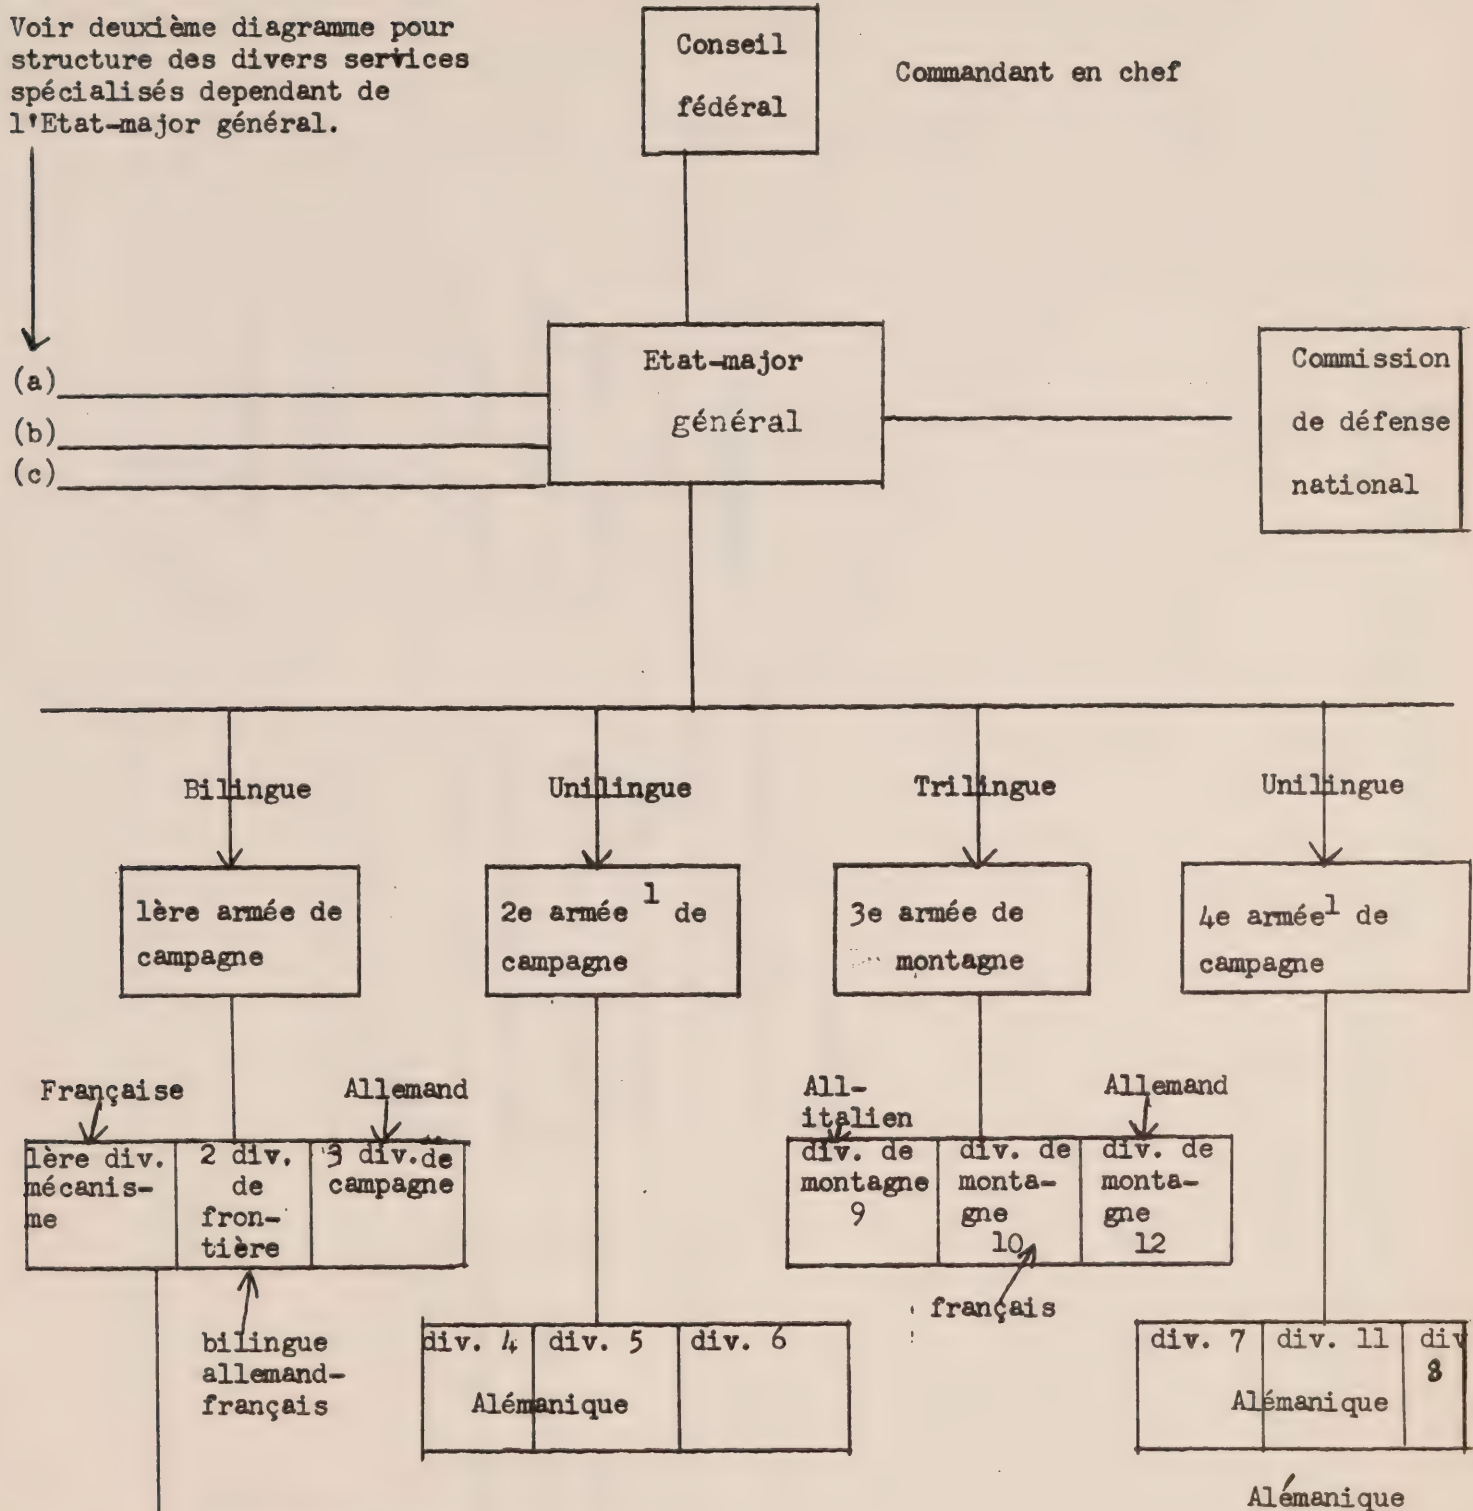 Voir deuxième diagramme pour
structure des divers services
spécialisés dependant de
l'Etat-major général.
Conseil
fédéral
Commandant en chef
(a)
(b)
(c)
Etat-major
général
Commission
de défense
national
Bilingue
Unilingue
Trilingue
Unilingue
1ère armée de
campagne
2e armée 1 de
campagne
3e armée de
montagne
4e armée1 de
campagne
Française
Allemand
1ère div.
mécanis-
me
2 div.
de
fron-
tière
3 div. de
campagne
bilingue
allemand-
français
All-
italien
Allemand
div. de
montagne
9
div. de
monta-
gne
10
div. de
monta-
gne
12
français
div. 4
div. 5
div. 6
Alémanique
div. 7
div. 11
div
8
Alémanique
Alémanique